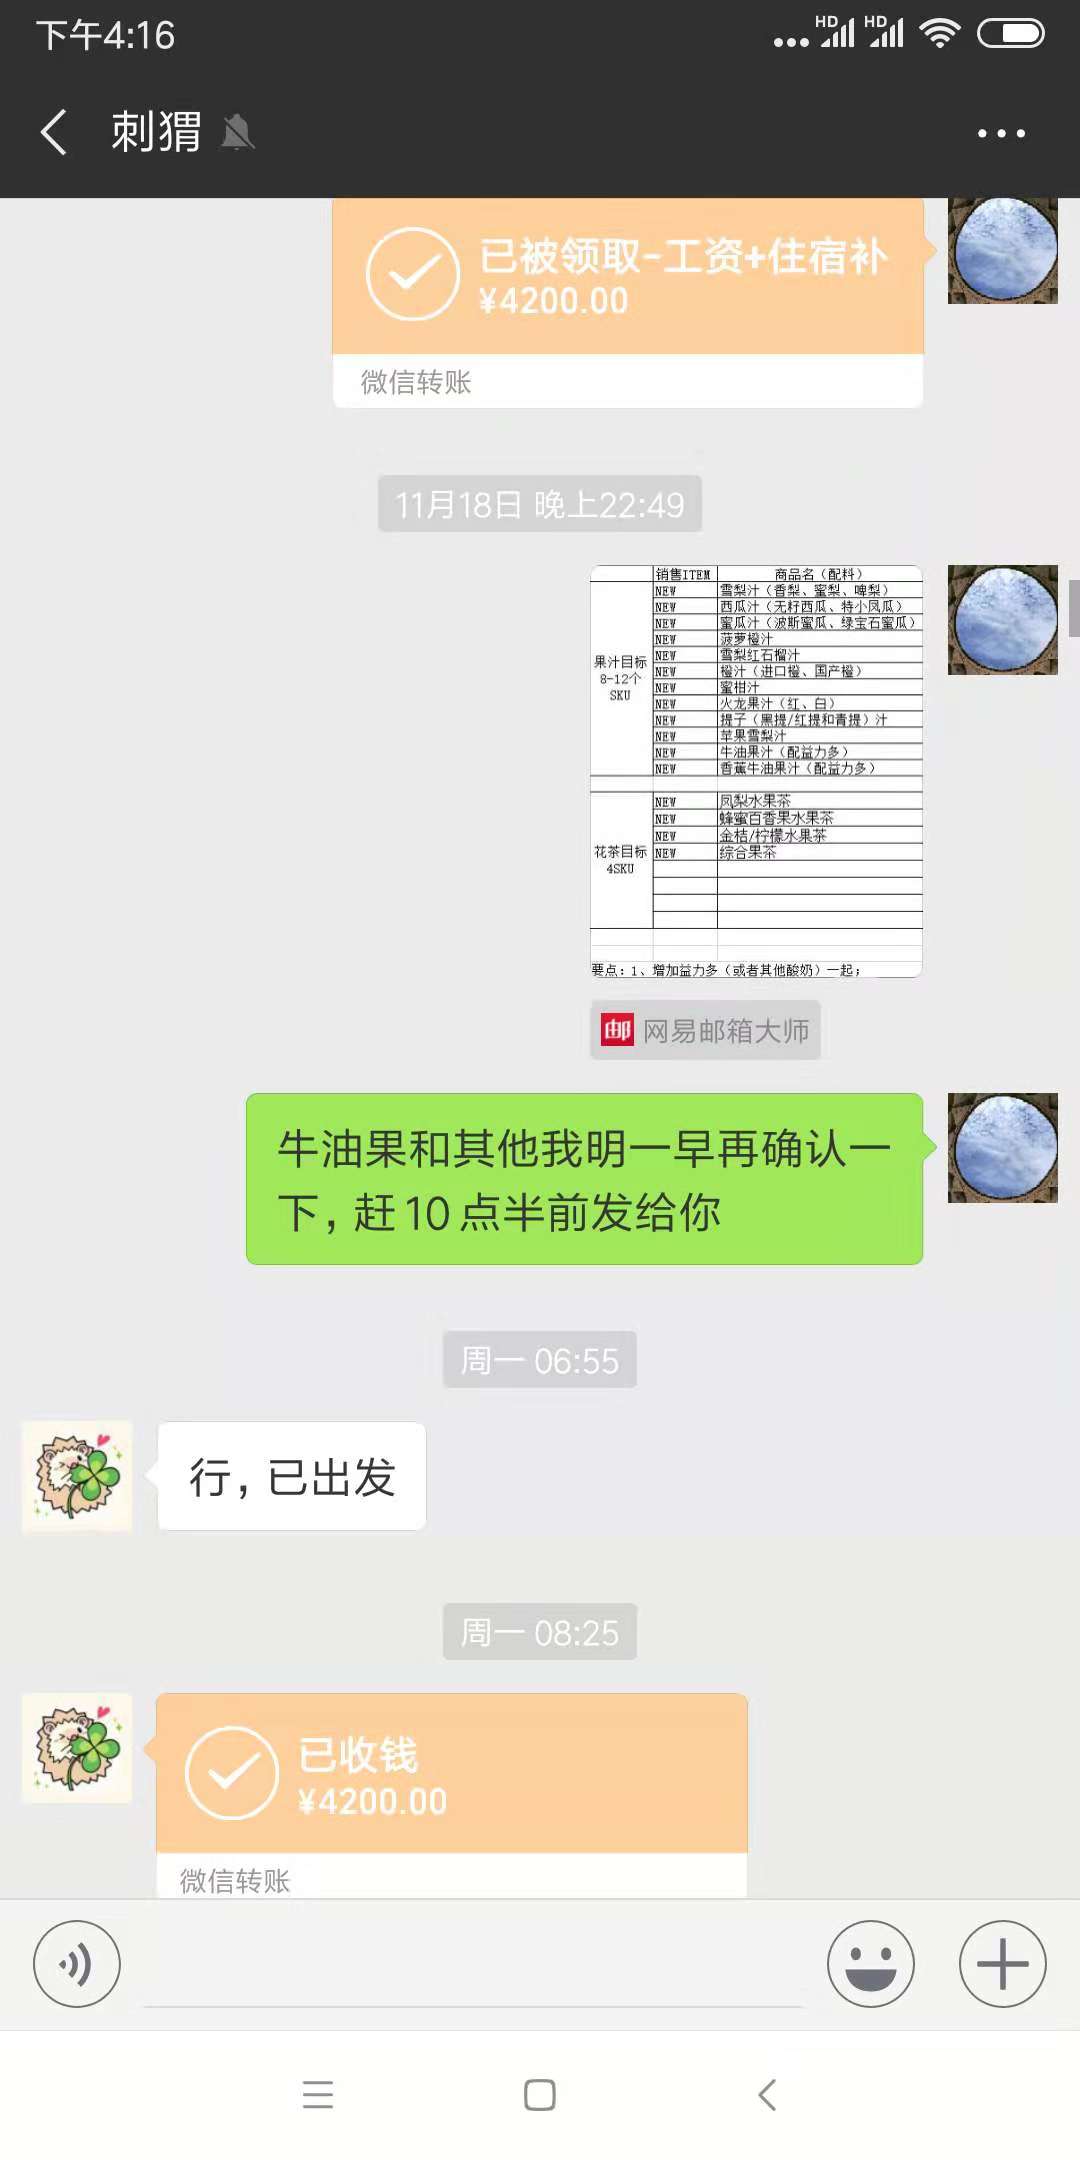 下午4:16
HD HD
刺猬
已被领取-工资+住宿补
¥4200.00
微信转账
11月18日 晚上22:49
销售ITEM 商品名（配料）
NEW 雪梨汁（香梨、蜜梨、啤梨）
NEW 西瓜汁（无籽西瓜、特小凤瓜）
NEW 蜜瓜汁（波斯蜜瓜、绿宝石蜜瓜）
NEW 菠萝橙汁
果汁目标
8-12个
SKU
NEW 雪梨红石榴汁
NEW 橙汁（进口橙、国产橙）
NEW 蜜柑汁
NEW 火龙果汁（红、白）
NEW 提子（黑提/红提和青提）汁
NEW 苹果雪梨汁
NEW 牛油果汁（配益力多）
NEW 香蕉牛油果汁（配益力多）
NEW 凤梨水果茶
NEW 蜂蜜百香果水果茶
NEW 金桔/柠檬水果茶
花茶目标
4SKU
NEW 综合果茶
要点：1、增加益力多（或者其他酸奶）一起；
邮 网易邮箱大师
牛油果和其他我明一早再确认一
下，赶10点半前发给你
周一 06:55
行，已出发
周一 08:25
已收钱
¥4200.00
微信转账